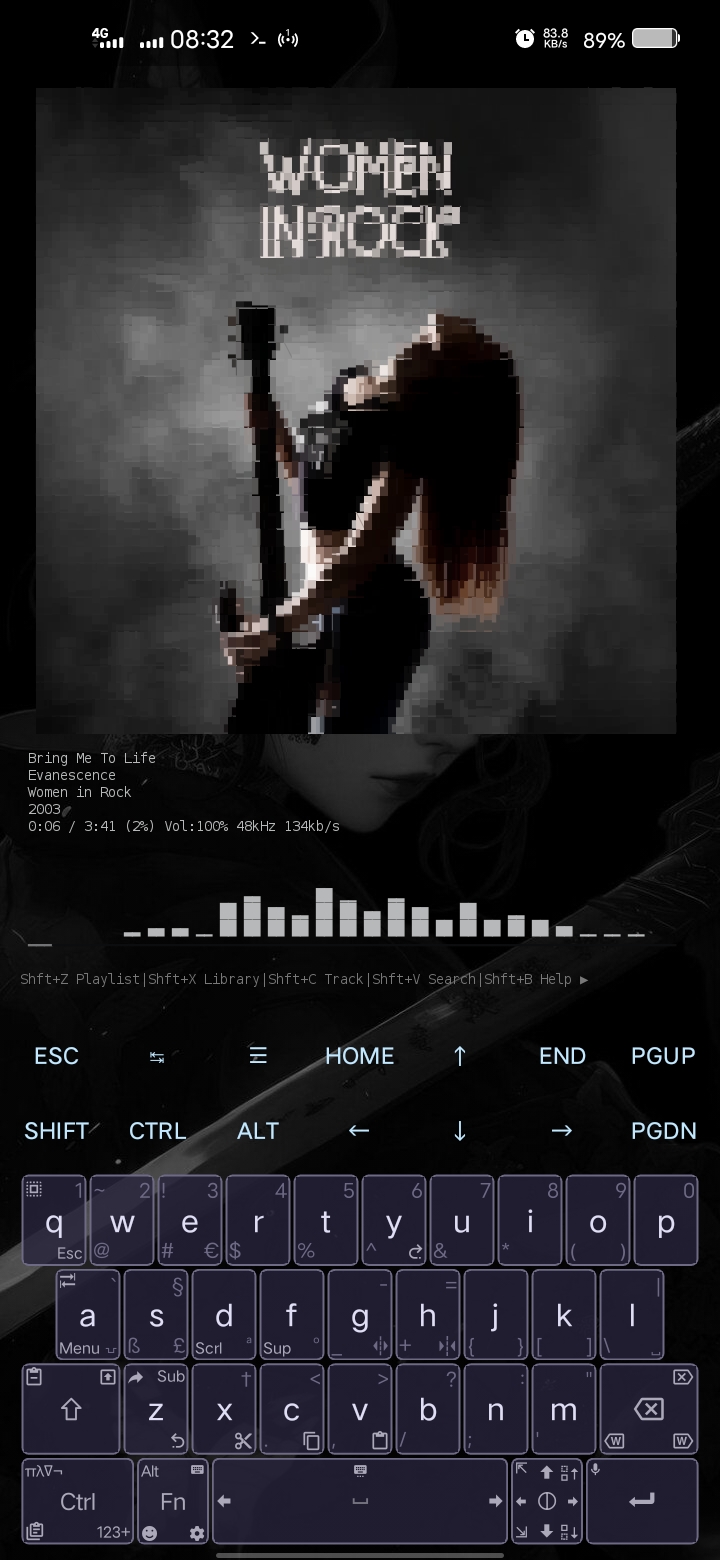 4G 08:32 83.8 KB/s 89%
WOMEN
IN ROCK
Bring Me To Life
Evanescence
Women in Rock
2003
0:06 / 3:41 (2%) Vol:100% 48kHz 134kb/s
Shft+Z Playlist|Shft+X Library|Shft+C Track|Shft+V Search|Shft+B Help ▶
ESC ↹ ☰ HOME ↑ END PGUP
SHIFT CTRL ALT ← ↓ → PGDN
1 ~ 2 ! 3 4 5 6 7 8 9 0
q w e r t y u i o p
Esc @ # € $ % ^ & * ( )
` § - = |
a s d f g h j k l
Menu ß £ Scrl ª Sup º _ + { } [ ] \
Sub † < > ? : "
z x c v b n m
. , / ; '
W W
πλ∇¬ Alt
Ctrl Fn
123+